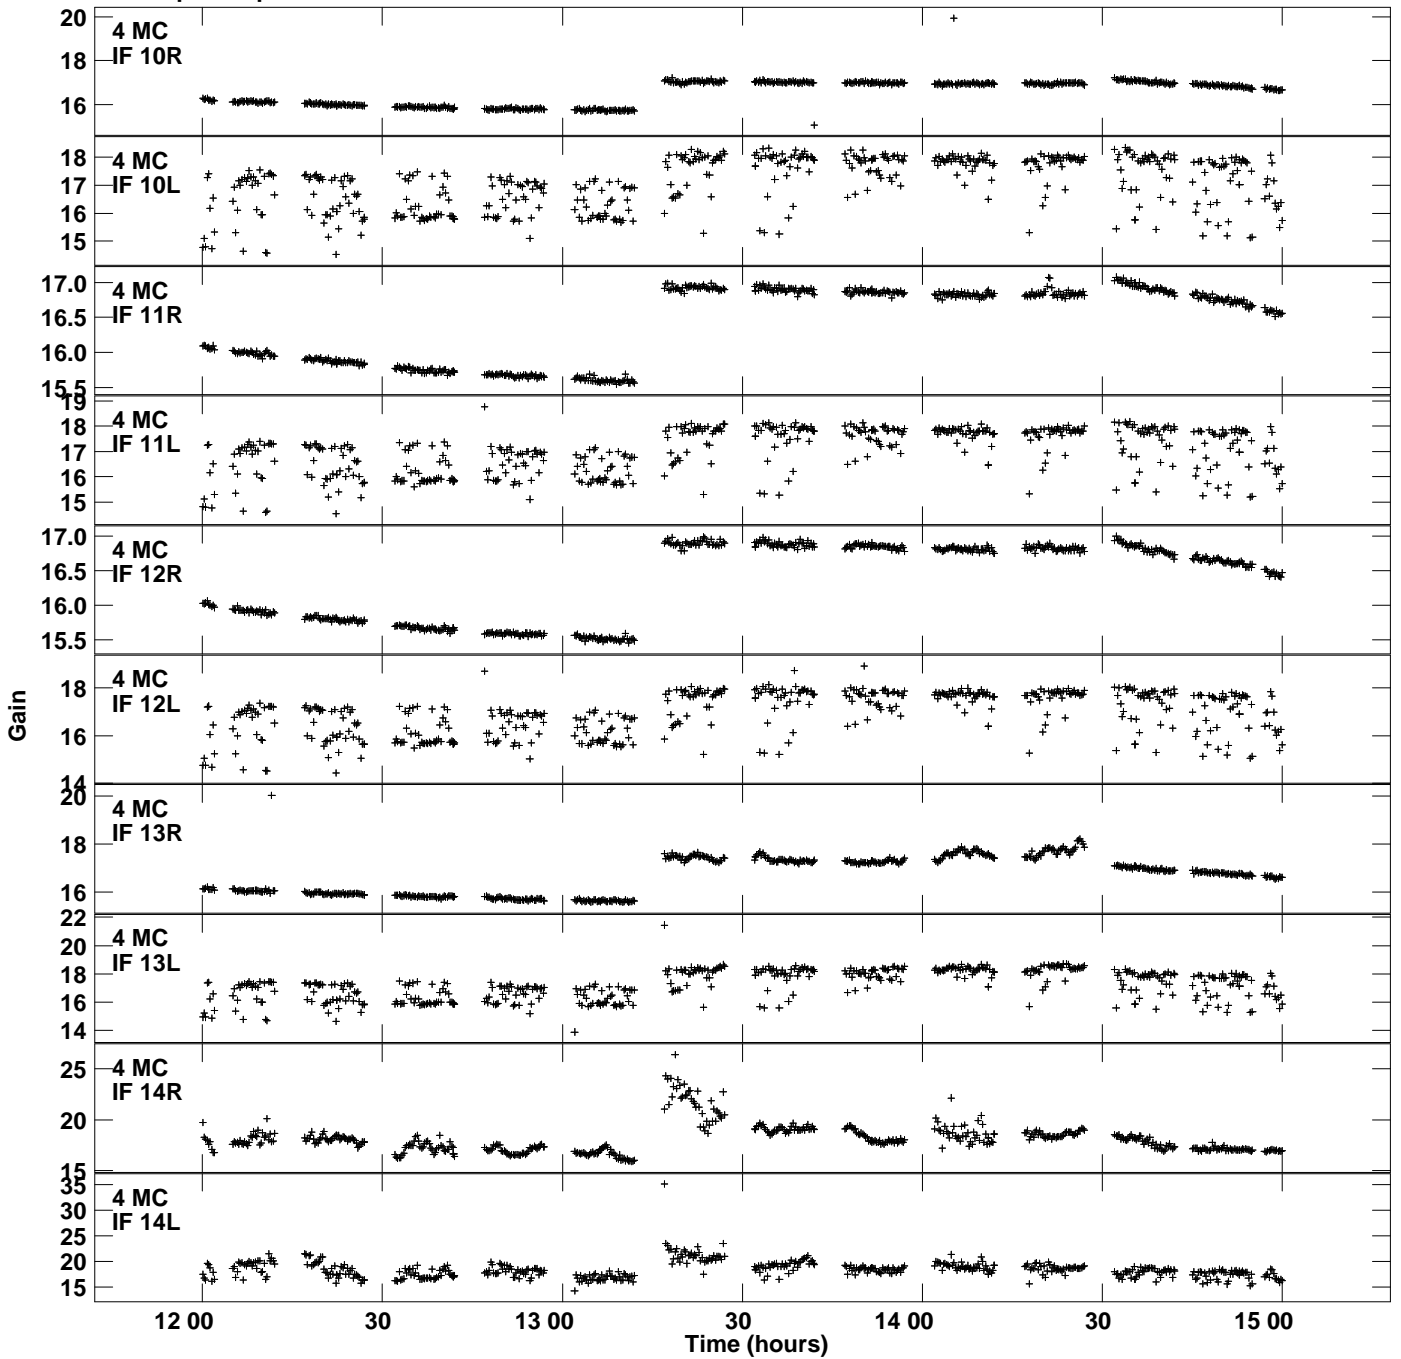 20
18
16
4 MC
IF 10R
18
17
16
15
4 MC
IF 10L
17.0
16.5
16.0
15.5
4 MC
IF 11R
19
18
17
16
15
4 MC
IF 11L
17.0
16.5
16.0
15.5
4 MC
IF 12R
18
16
14
4 MC
IF 12L
Gain
20
18
16
4 MC
IF 13R
22
20
18
16
14
4 MC
IF 13L
25
20
15
4 MC
IF 14R
35
30
25
20
15
4 MC
IF 14L
12 00 30 13 00 30 14 00 30 15 00
Time (hours)